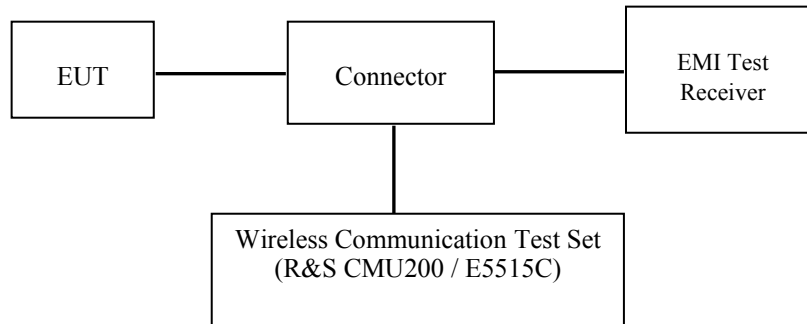 EUT
Connector
EMI Test
Receiver
Wireless Communication Test Set
(R&S CMU200 / E5515C)